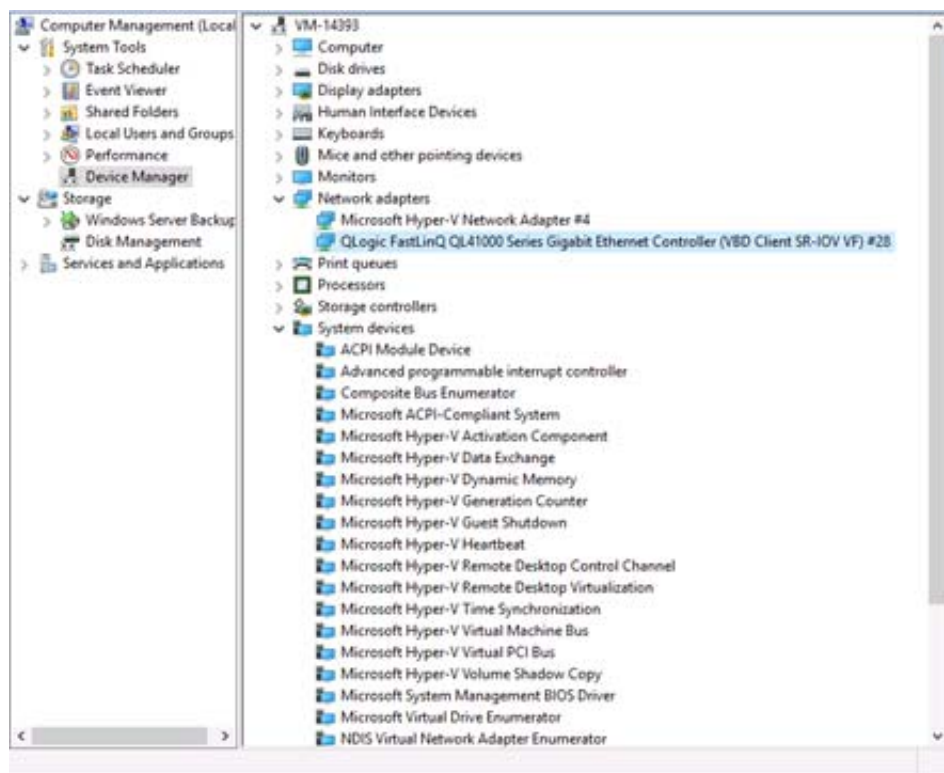 Computer Management (Local
System Tools
Task Scheduler
Event Viewer
Shared Folders
Local Users and Groups
Performance
Device Manager
Storage
Windows Server Backup
Disk Management
Services and Applications
VM-14393
Computer
Disk drives
Display adapters
Human Interface Devices
Keyboards
Mice and other pointing devices
Monitors
Network adapters
Microsoft Hyper-V Network Adapter #4
QLogic FastLinQ QL41000 Series Gigabit Ethernet Controller (VBD Client SR-IOV VF) #28
Print queues
Processors
Storage controllers
System devices
ACPI Module Device
Advanced programmable interrupt controller
Composite Bus Enumerator
Microsoft ACPI-Compliant System
Microsoft Hyper-V Activation Component
Microsoft Hyper-V Data Exchange
Microsoft Hyper-V Dynamic Memory
Microsoft Hyper-V Generation Counter
Microsoft Hyper-V Guest Shutdown
Microsoft Hyper-V Heartbeat
Microsoft Hyper-V Remote Desktop Control Channel
Microsoft Hyper-V Remote Desktop Virtualization
Microsoft Hyper-V Time Synchronization
Microsoft Hyper-V Virtual Machine Bus
Microsoft Hyper-V Virtual PCI Bus
Microsoft Hyper-V Volume Shadow Copy
Microsoft System Management BIOS Driver
Microsoft Virtual Drive Enumerator
NDIS Virtual Network Adapter Enumerator